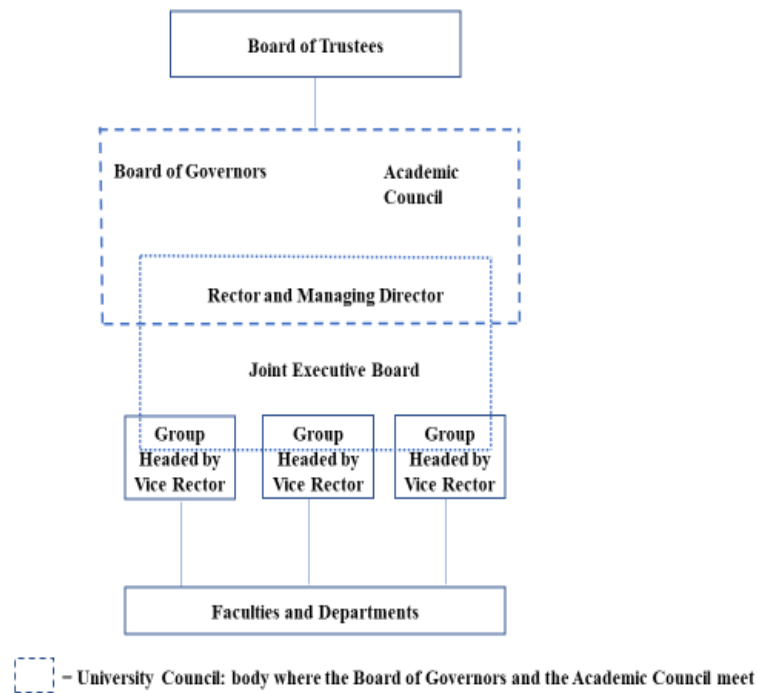 Board of Trustees
Board of Governors
Academic
Council
Rector and Managing Director
Joint Executive Board
Group
Headed by
Vice Rector
Group
Headed by
Vice Rector
Group
Headed by
Vice Rector
Faculties and Departments
= University Council: body where the Board of Governors and the Academic Council meet